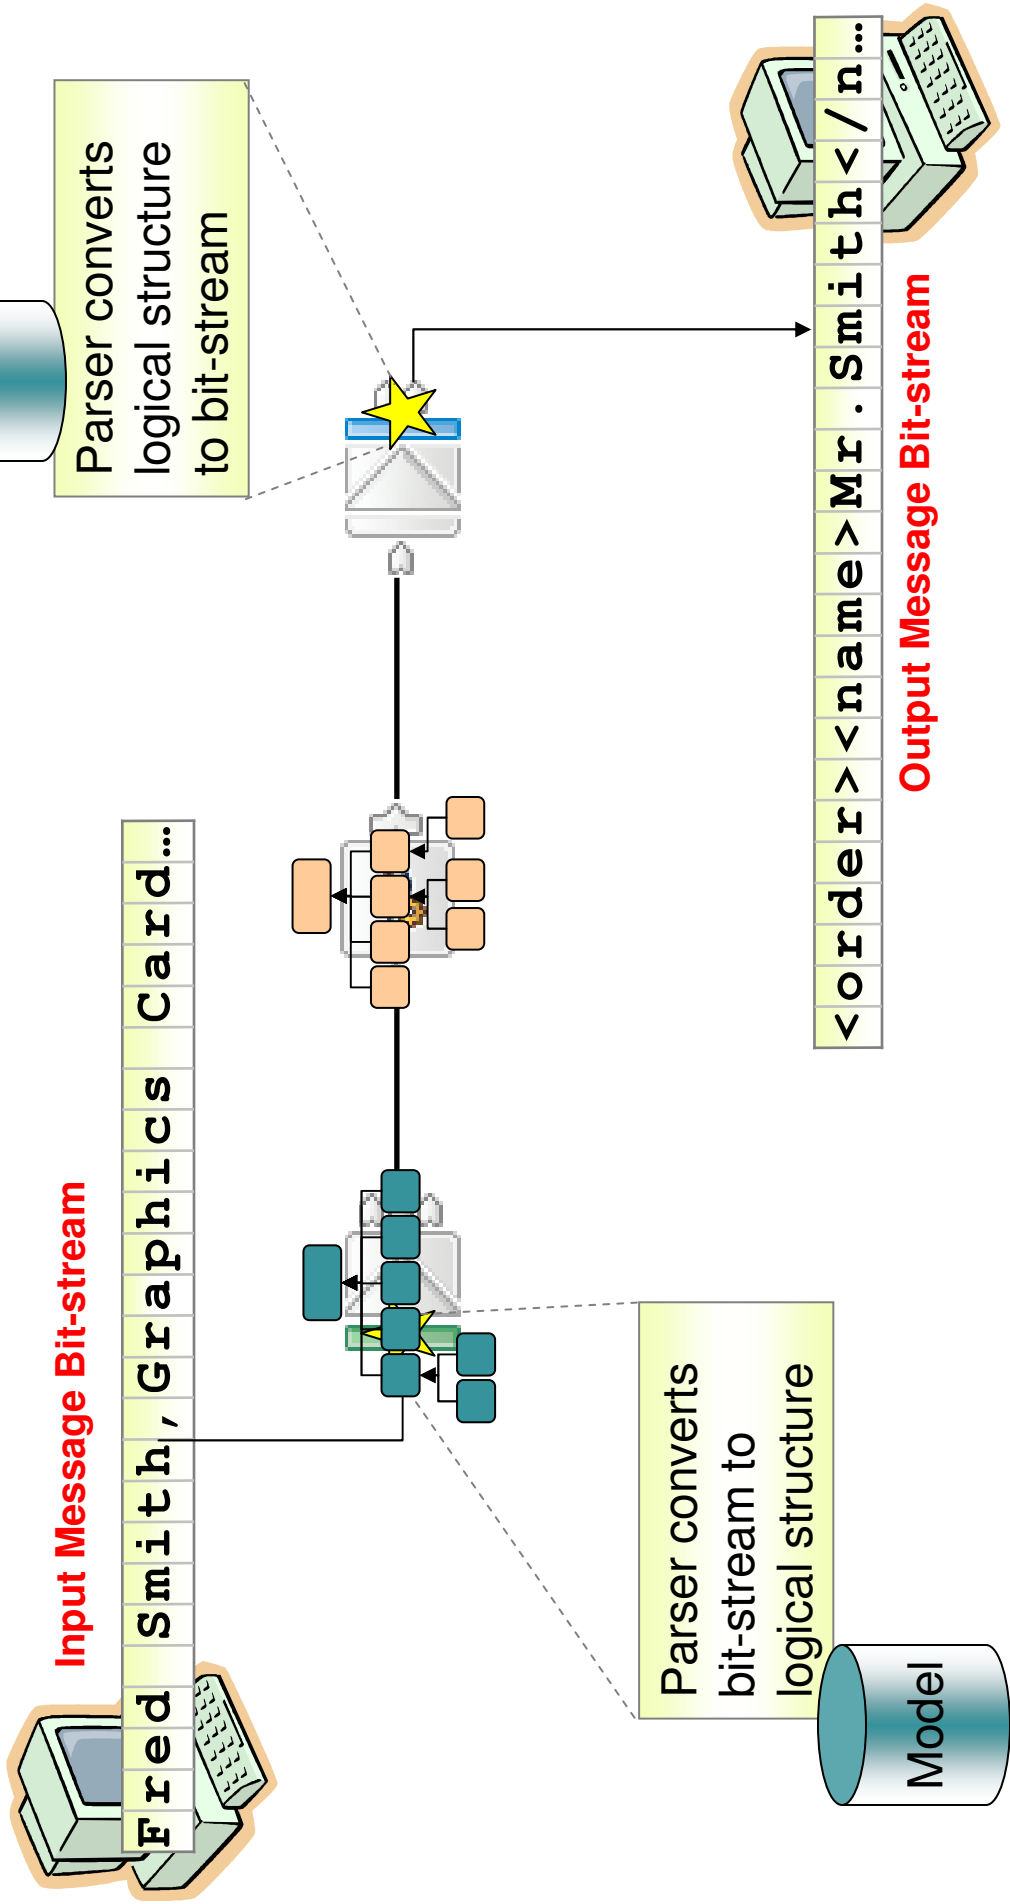 Input Message Bit-stream
Fred Smith,Graphics Card…
Parser converts
logical structure
to bit-stream
Parser converts
bit-stream to
logical structure
Model
<order><name>Mr.Smith</n…
Output Message Bit-stream